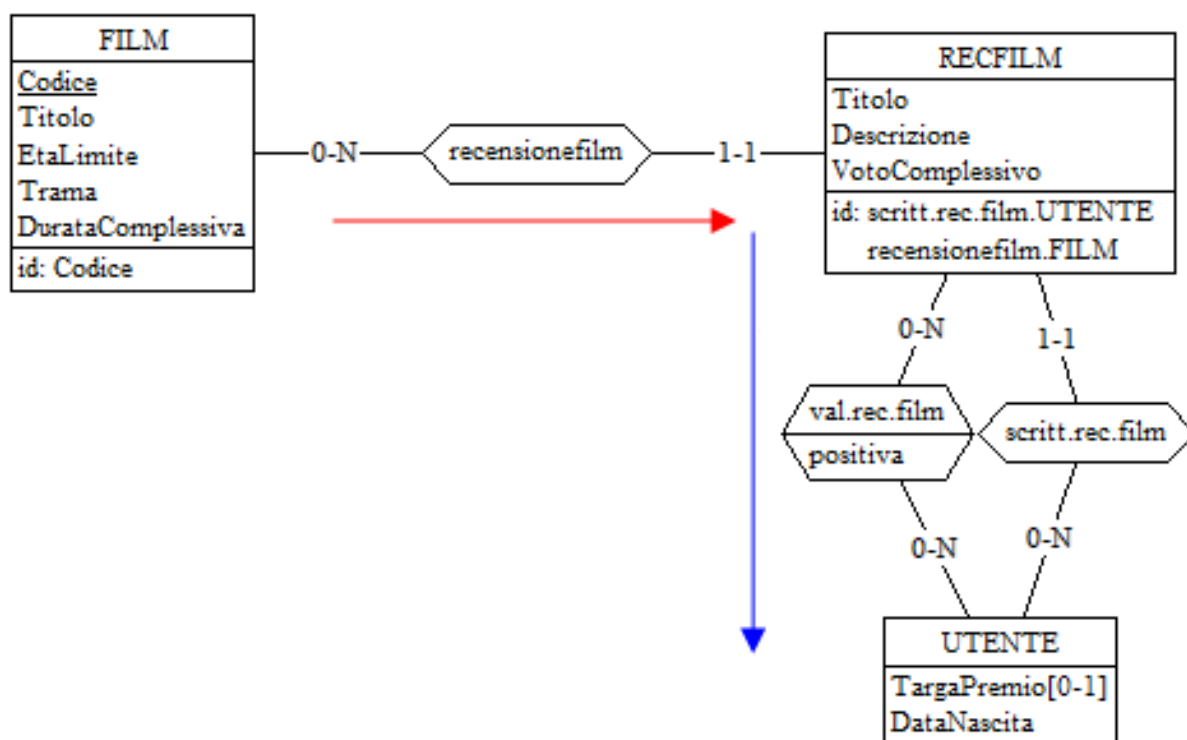 FILM
Codice
Titolo
EtaLimite
Trama
DurataComplessiva
id: Codice
0-N
recensionefilm
1-1
RECFILM
Titolo
Descrizione
VotoComplessivo
id: scritt.rec.film.UTENTE
recensionefilm.FILM
0-N
1-1
val.rec.film
positiva
scritt.rec.film
0-N
0-N
UTENTE
TargaPremio[0-1]
DataNascita